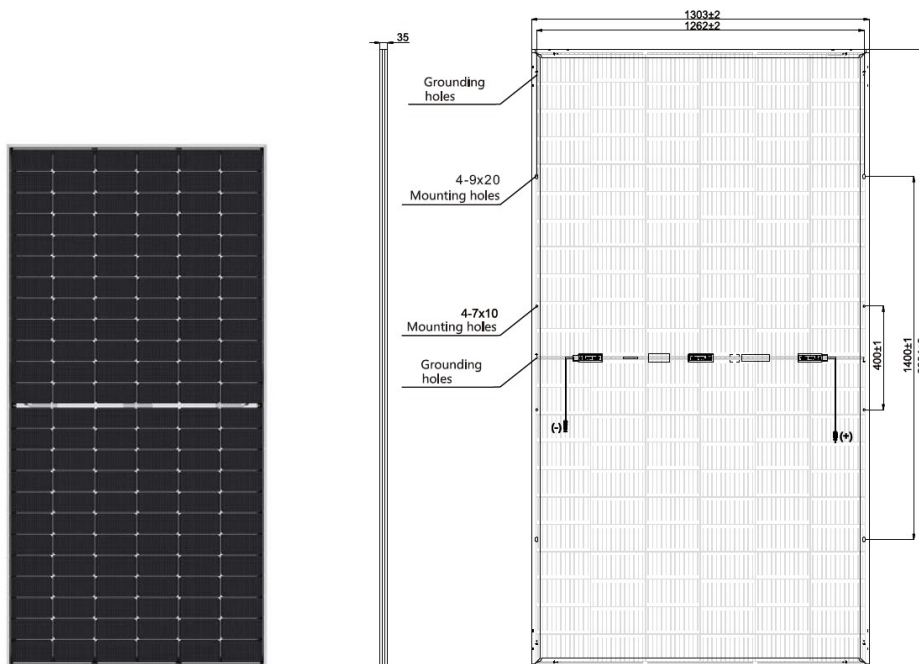 1303±2
1262±2
35
Grounding
holes
4-9x20
Mounting holes
4-7x10
Mounting holes
Grounding
holes
400±1
1400±1
(-)
(+)